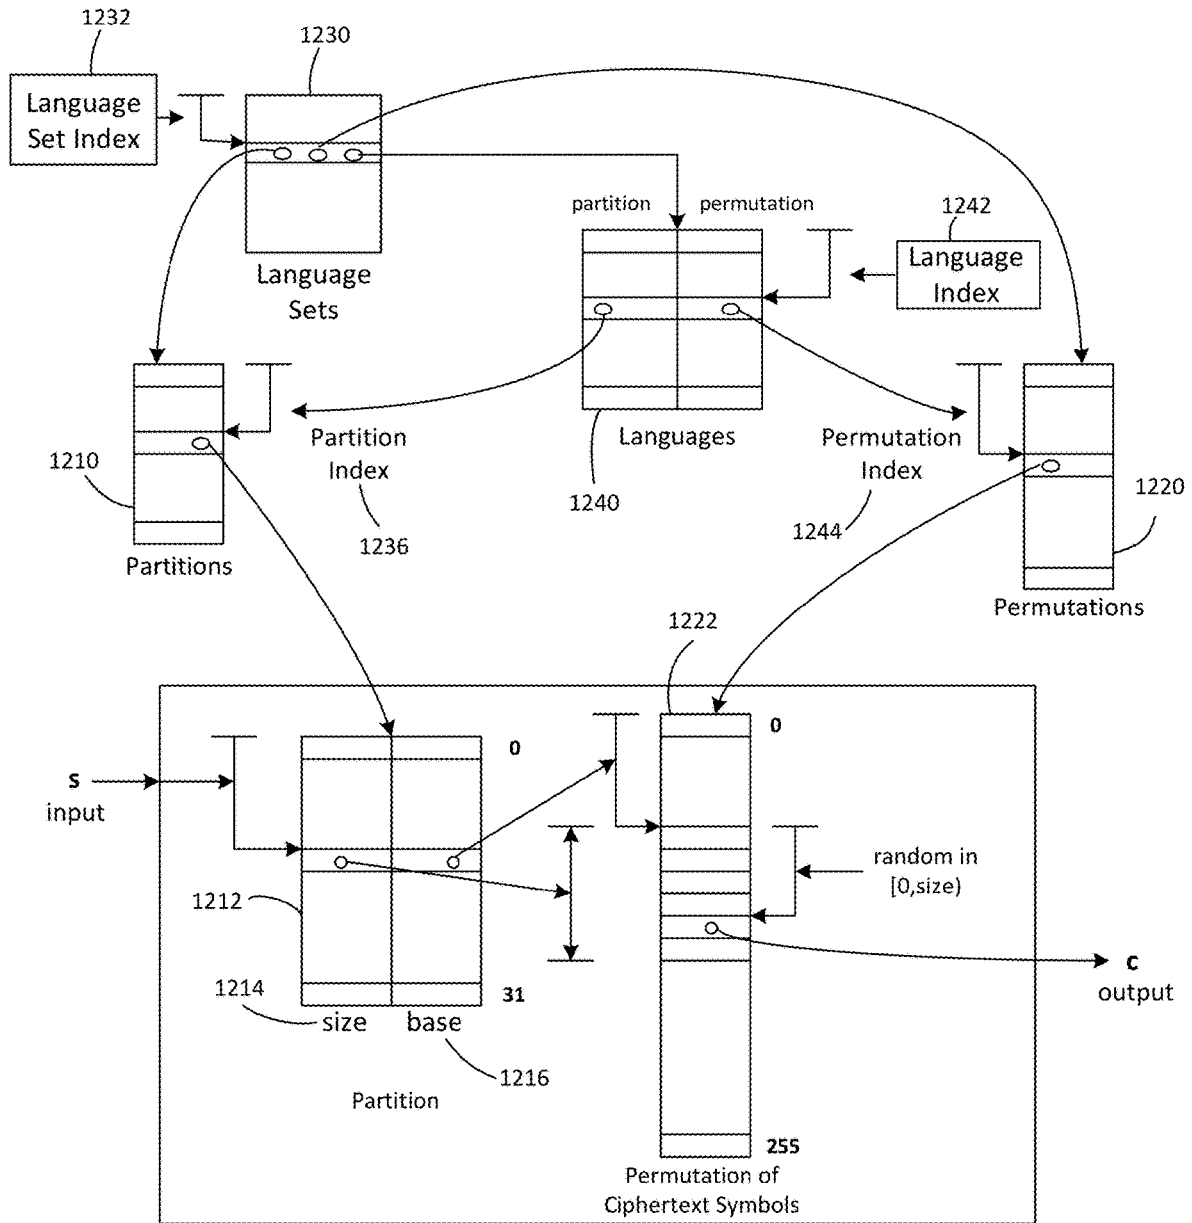 1232
1230
Language
Set Index
Language
Sets
partition
permutation
1242
Language
Index
Languages
1240
Partition
Index
1236
Permutation
Index
1244
1210
Partitions
1220
Permutations
1222
0
0
S
input
random in
[0,size)
1212
C
output
1214
31
size
base
1216
Partition
255
Permutation of
Ciphertext Symbols